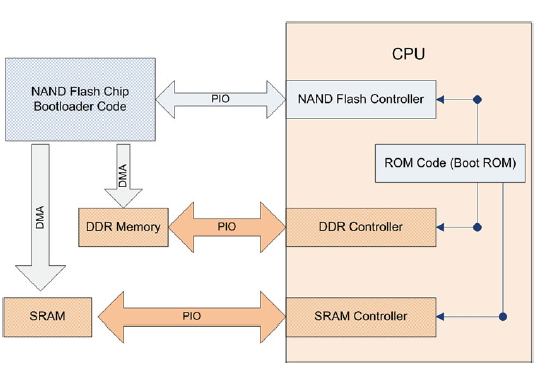 CPU
NAND Flash Chip
Bootloader Code
PIO
NAND Flash Controller
ROM Code (Boot ROM)
DMA
DMA
DDR Memory
PIO
DDR Controller
SRAM
PIO
SRAM Controller